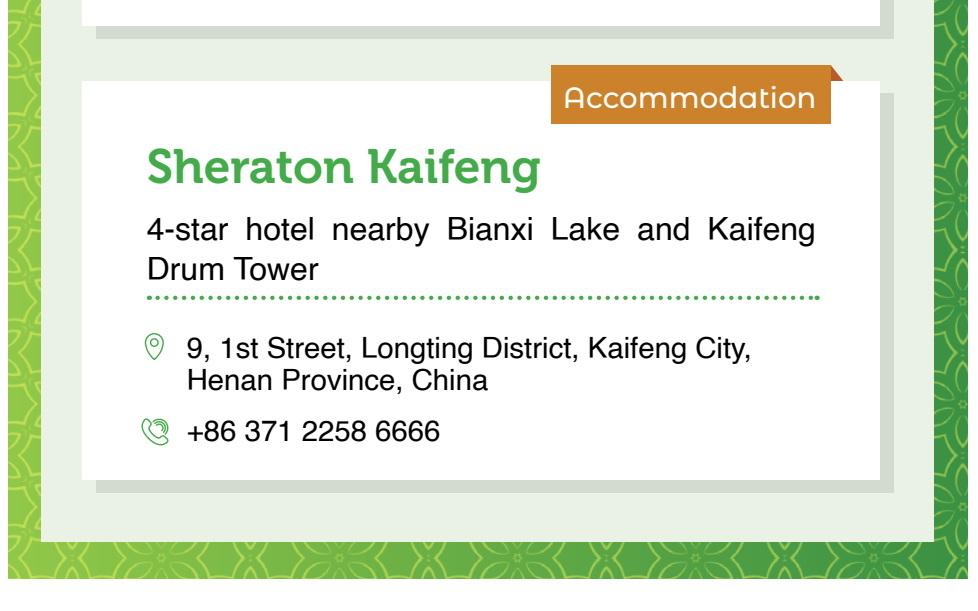 Accommodation
Sheraton Kaifeng
4-star hotel nearby Bianxi Lake and Kaifeng
Drum Tower
9, 1st Street, Longting District, Kaifeng City,
Henan Province, China
+86 371 2258 6666